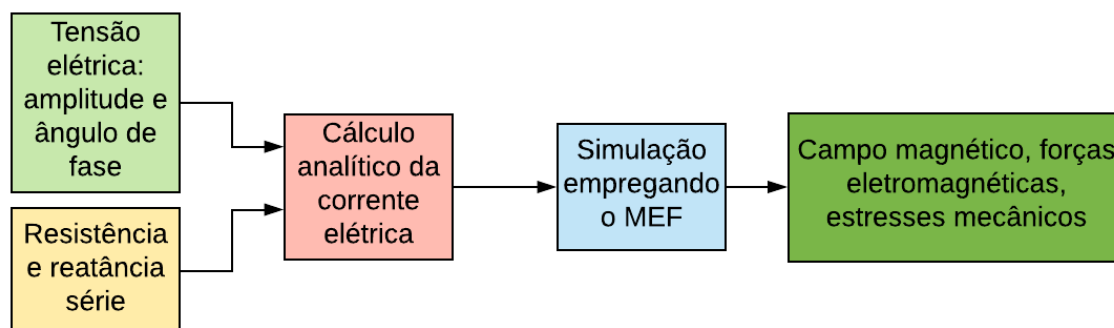 Tensão
elétrica:
amplitude e
ângulo de
fase
Resistência
e reatância
série
Cálculo
analítico da
corrente
elétrica
Simulação
empregando
o MEF
Campo magnético, forças
eletromagnéticas,
estresses mecânicos